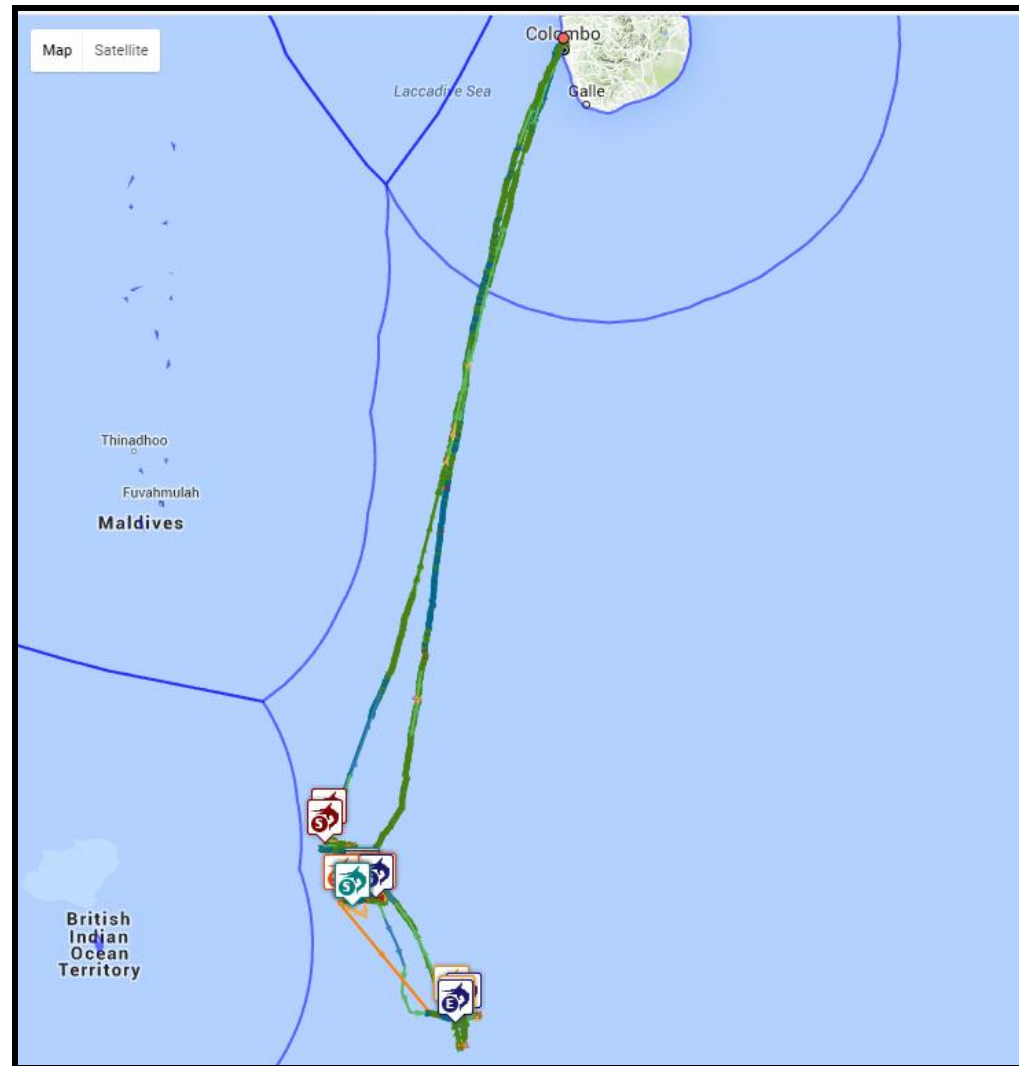 Map Satellite
Colombo
Laccadive Sea
Galle
Thinadhoo
Fuvahmulah
Maldives
S
S
E
British
Indian
Ocean
Territory